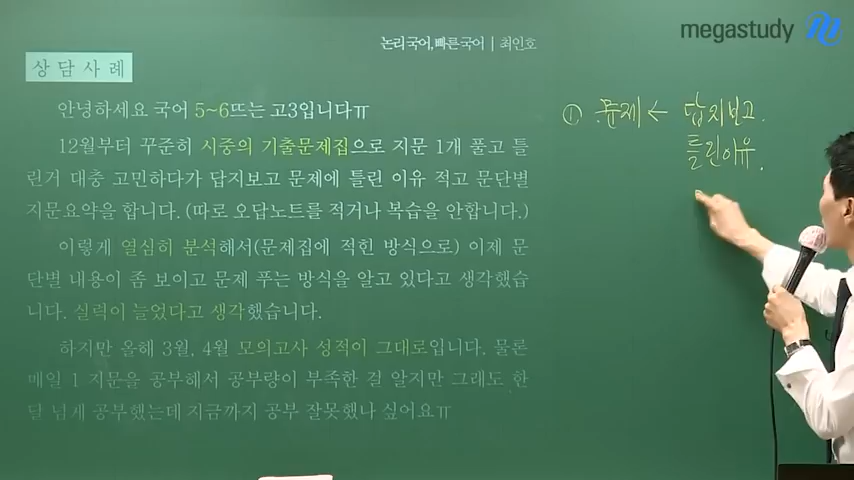 megastudy
논리국어, 빠른국어 | 최인호
상담사례
안녕하세요 국어 5~6뜨는 고3입니다ㅠ
12월부터 꾸준히 시중의 기출문제집으로 지문 1개 풀고 틀
린거 대충 고민하다가 답지보고 문제에 틀린 이유 적고 문단별
지문요약을 합니다. (따로 오답노트를 적거나 복습을 안합니다.)
이렇게 열심히 분석해서(문제집에 적힌 방식으로) 이제 문
단별 내용이 좀 보이고 문제 푸는 방식을 알고 있다고 생각했습
니다. 실력이 늘었다고 생각했습니다.
하지만 올해 3월, 4월 모의고사 성적이 그대로입니다. 물론
매일 1 지문을 공부해서 공부량이 부족한 걸 알지만 그래도 한
달 넘게 공부했는데 지금까지 공부 잘못했나 싶어요ㅠ
① 문제 ← 답지보고.
틀린이유.